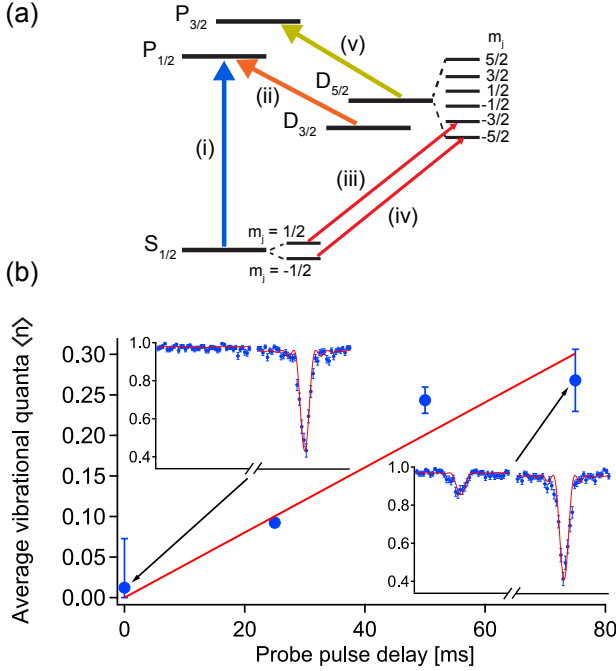 (a)
P3/2
P1/2
(v)
mj
5/2
3/2
1/2
-1/2
-3/2
-5/2
D5/2
(ii)
D3/2
(i)
(iii)
(iv)
S1/2
mj = 1/2
mj = -1/2
(b)
Average vibrational quanta ⟨n⟩
0.30
0.25
0.20
0.15
0.10
0.05
0.00
1.0
0.8
0.6
0.4
1.0
0.8
0.6
0.4
0
20
40
60
80
Probe pulse delay [ms]